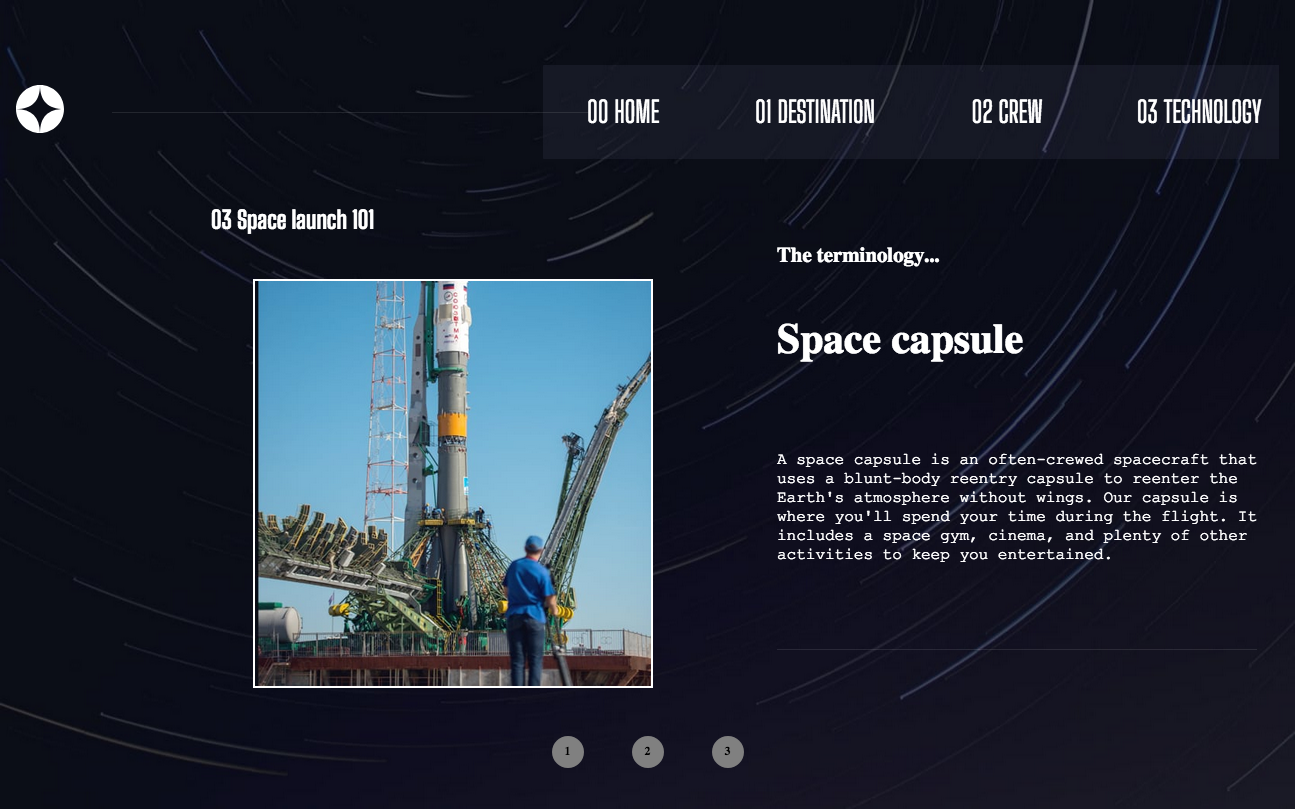 00 HOME
01 DESTINATION
02 CREW
03 TECHNOLOGY
03 Space launch 101
The terminology...
Space capsule
A space capsule is an often-crewed spacecraft that
uses a blunt-body reentry capsule to reenter the
Earth's atmosphere without wings. Our capsule is
where you'll spend your time during the flight. It
includes a space gym, cinema, and plenty of other
activities to keep you entertained.
1
2
3